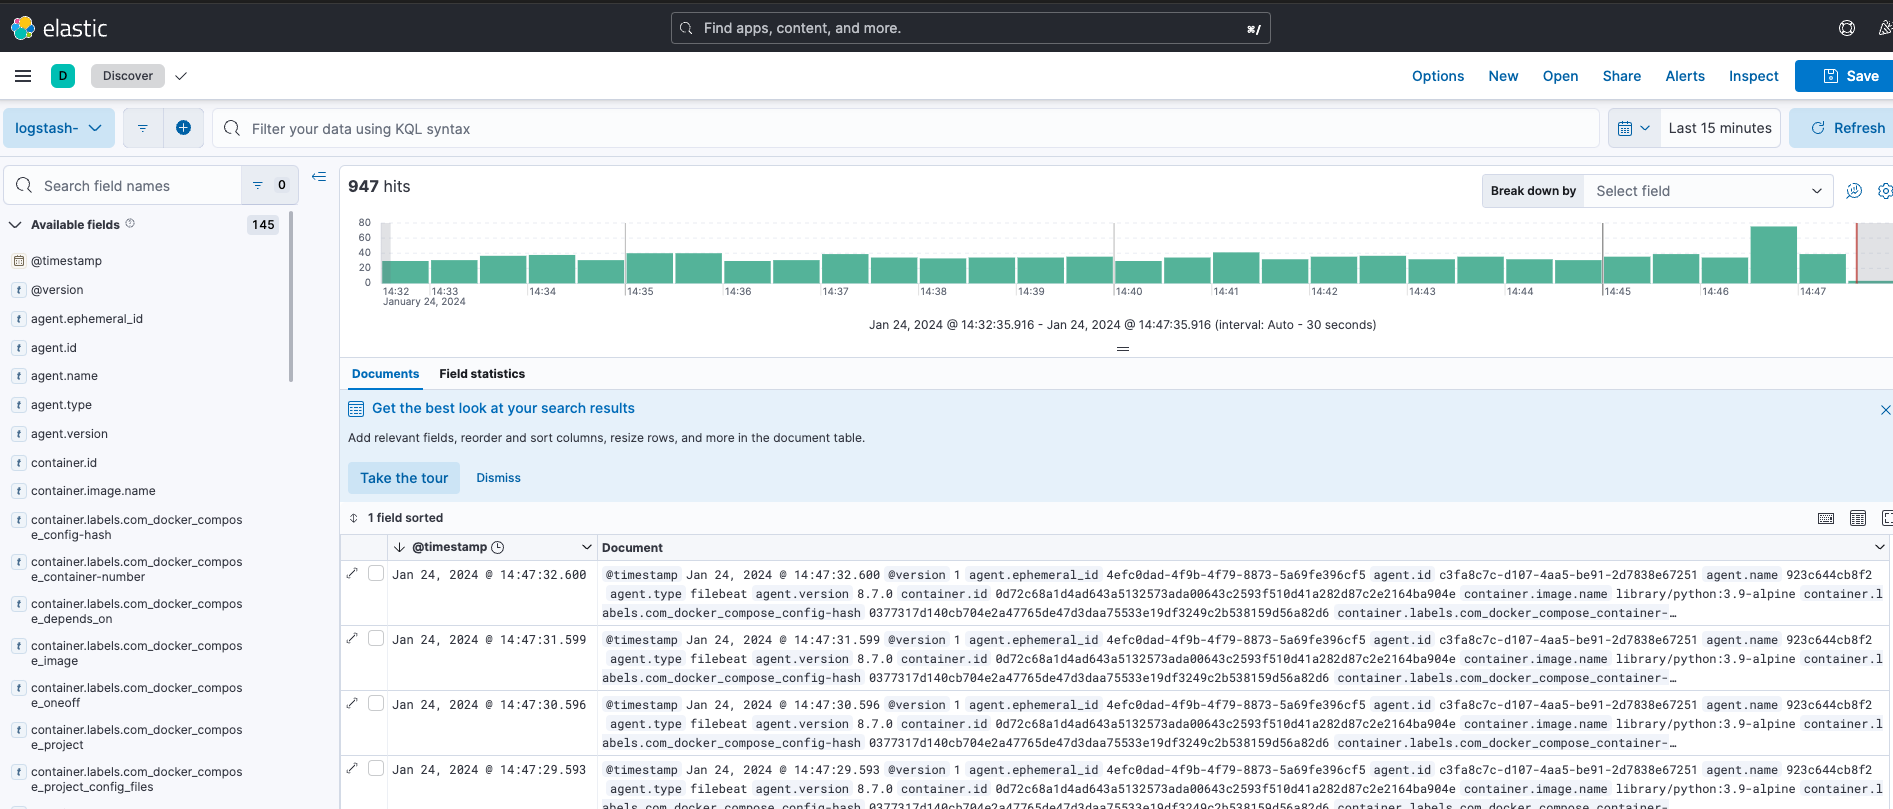 elastic
Find apps, content, and more.
⌘/
D
Discover
Options
New
Open
Share
Alerts
Inspect
Save
logstash-
Filter your data using KQL syntax
Last 15 minutes
Refresh
Search field names
0
Available fields
145
@timestamp
t @version
t agent.ephemeral_id
t agent.id
t agent.name
t agent.type
t agent.version
t container.id
t container.image.name
t container.labels.com_docker_compos
e_config-hash
t container.labels.com_docker_compos
e_container-number
t container.labels.com_docker_compos
e_depends_on
t container.labels.com_docker_compos
e_image
t container.labels.com_docker_compos
e_oneoff
t container.labels.com_docker_compos
e_project
t container.labels.com_docker_compos
e_project_config_files
947 hits
Break down by
Select field
80
60
40
20
0
14:32 14:33 14:34 14:35 14:36 14:37 14:38 14:39 14:40 14:41 14:42 14:43 14:44 14:45 14:46 14:47
January 24, 2024
Jan 24, 2024 @ 14:32:35.916 - Jan 24, 2024 @ 14:47:35.916 (interval: Auto - 30 seconds)
Documents
Field statistics
Get the best look at your search results
Add relevant fields, reorder and sort columns, resize rows, and more in the document table.
Take the tour
Dismiss
1 field sorted
@timestamp
Document
Jan 24, 2024 @ 14:47:32.600
@timestamp Jan 24, 2024 @ 14:47:32.600 @version 1 agent.ephemeral_id 4efc0dad-4f9b-4f79-8873-5a69fe396cf5 agent.id c3fa8c7c-d107-4aa5-be91-2d7838e67251 agent.name 923c644cb8f2
agent.type filebeat agent.version 8.7.0 container.id 0d72c68a1d4ad643a5132573ada00643c2593f510d41a282d87c2e2164ba904e container.image.name library/python:3.9-alpine container.l
abels.com_docker_compose_config-hash 0377317d140cb704e2a47765de47d3daa75533e19df3249c2b538159d56a82d6 container.labels.com_docker_compose_container-…
Jan 24, 2024 @ 14:47:31.599
@timestamp Jan 24, 2024 @ 14:47:31.599 @version 1 agent.ephemeral_id 4efc0dad-4f9b-4f79-8873-5a69fe396cf5 agent.id c3fa8c7c-d107-4aa5-be91-2d7838e67251 agent.name 923c644cb8f2
agent.type filebeat agent.version 8.7.0 container.id 0d72c68a1d4ad643a5132573ada00643c2593f510d41a282d87c2e2164ba904e container.image.name library/python:3.9-alpine container.l
abels.com_docker_compose_config-hash 0377317d140cb704e2a47765de47d3daa75533e19df3249c2b538159d56a82d6 container.labels.com_docker_compose_container-…
Jan 24, 2024 @ 14:47:30.596
@timestamp Jan 24, 2024 @ 14:47:30.596 @version 1 agent.ephemeral_id 4efc0dad-4f9b-4f79-8873-5a69fe396cf5 agent.id c3fa8c7c-d107-4aa5-be91-2d7838e67251 agent.name 923c644cb8f2
agent.type filebeat agent.version 8.7.0 container.id 0d72c68a1d4ad643a5132573ada00643c2593f510d41a282d87c2e2164ba904e container.image.name library/python:3.9-alpine container.l
abels.com_docker_compose_config-hash 0377317d140cb704e2a47765de47d3daa75533e19df3249c2b538159d56a82d6 container.labels.com_docker_compose_container-…
Jan 24, 2024 @ 14:47:29.593
@timestamp Jan 24, 2024 @ 14:47:29.593 @version 1 agent.ephemeral_id 4efc0dad-4f9b-4f79-8873-5a69fe396cf5 agent.id c3fa8c7c-d107-4aa5-be91-2d7838e67251 agent.name 923c644cb8f2
agent.type filebeat agent.version 8.7.0 container.id 0d72c68a1d4ad643a5132573ada00643c2593f510d41a282d87c2e2164ba904e container.image.name library/python:3.9-alpine container.l